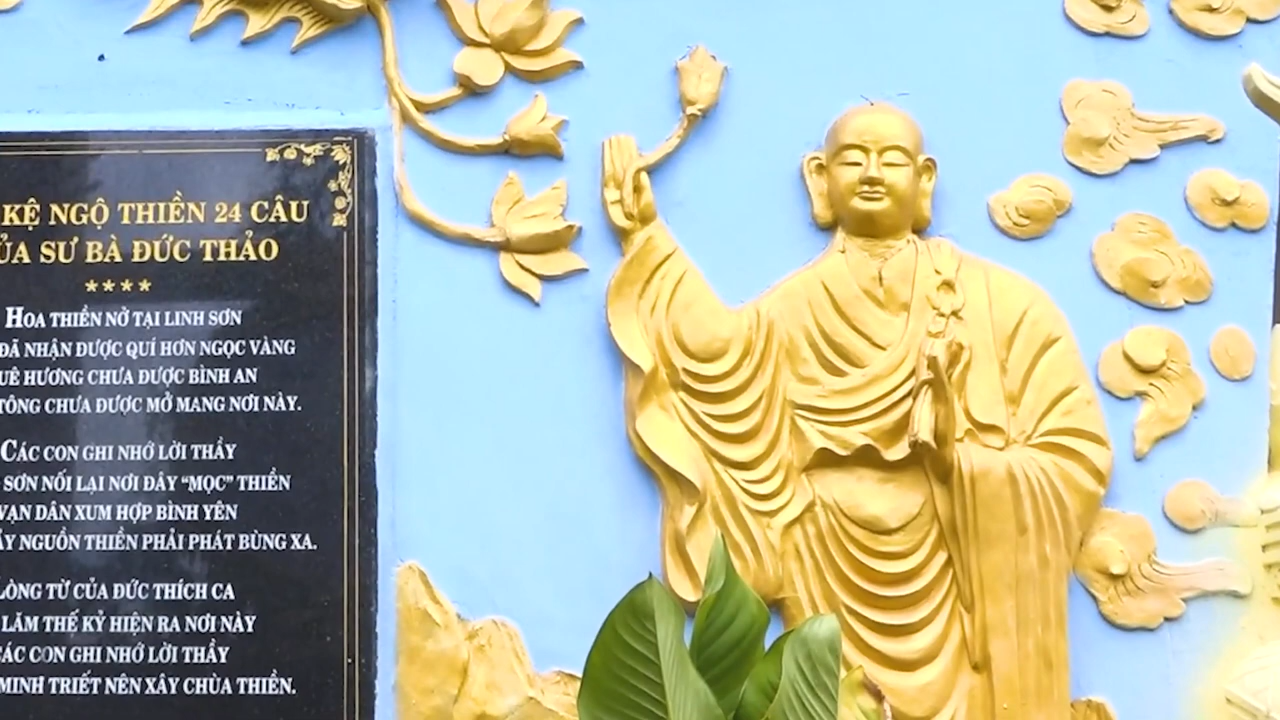 KỆ NGỘ THIỀN 24 CÂU
ỦA SƯ BÀ ĐỨC THẢO
****
HOA THIỀN NỞ TẠI LINH SƠN
ĐÃ NHẬN ĐƯỢC QUÍ HƠN NGỌC VÀNG
UÊ HƯƠNG CHƯA ĐƯỢC BÌNH AN
TÔNG CHƯA ĐƯỢC MỞ MANG NƠI NÀY.
CÁC CON GHI NHỚ LỜI THẦY
SƠN NỐI LẠI NƠI ĐÂY “MỌC” THIỀN
VẠN DÂN XUM HỢP BÌNH YÊN
ẦY NGUỒN THIỀN PHẢI PHÁT BÙNG XA.
LÒNG TỪ CỦA ĐỨC THÍCH CA
LĂM THẾ KỶ HIỆN RA NƠI NÀY
CÁC CON GHI NHỚ LỜI THẦY
MINH TRIẾT NÊN XÂY CHÙA THIỀN.